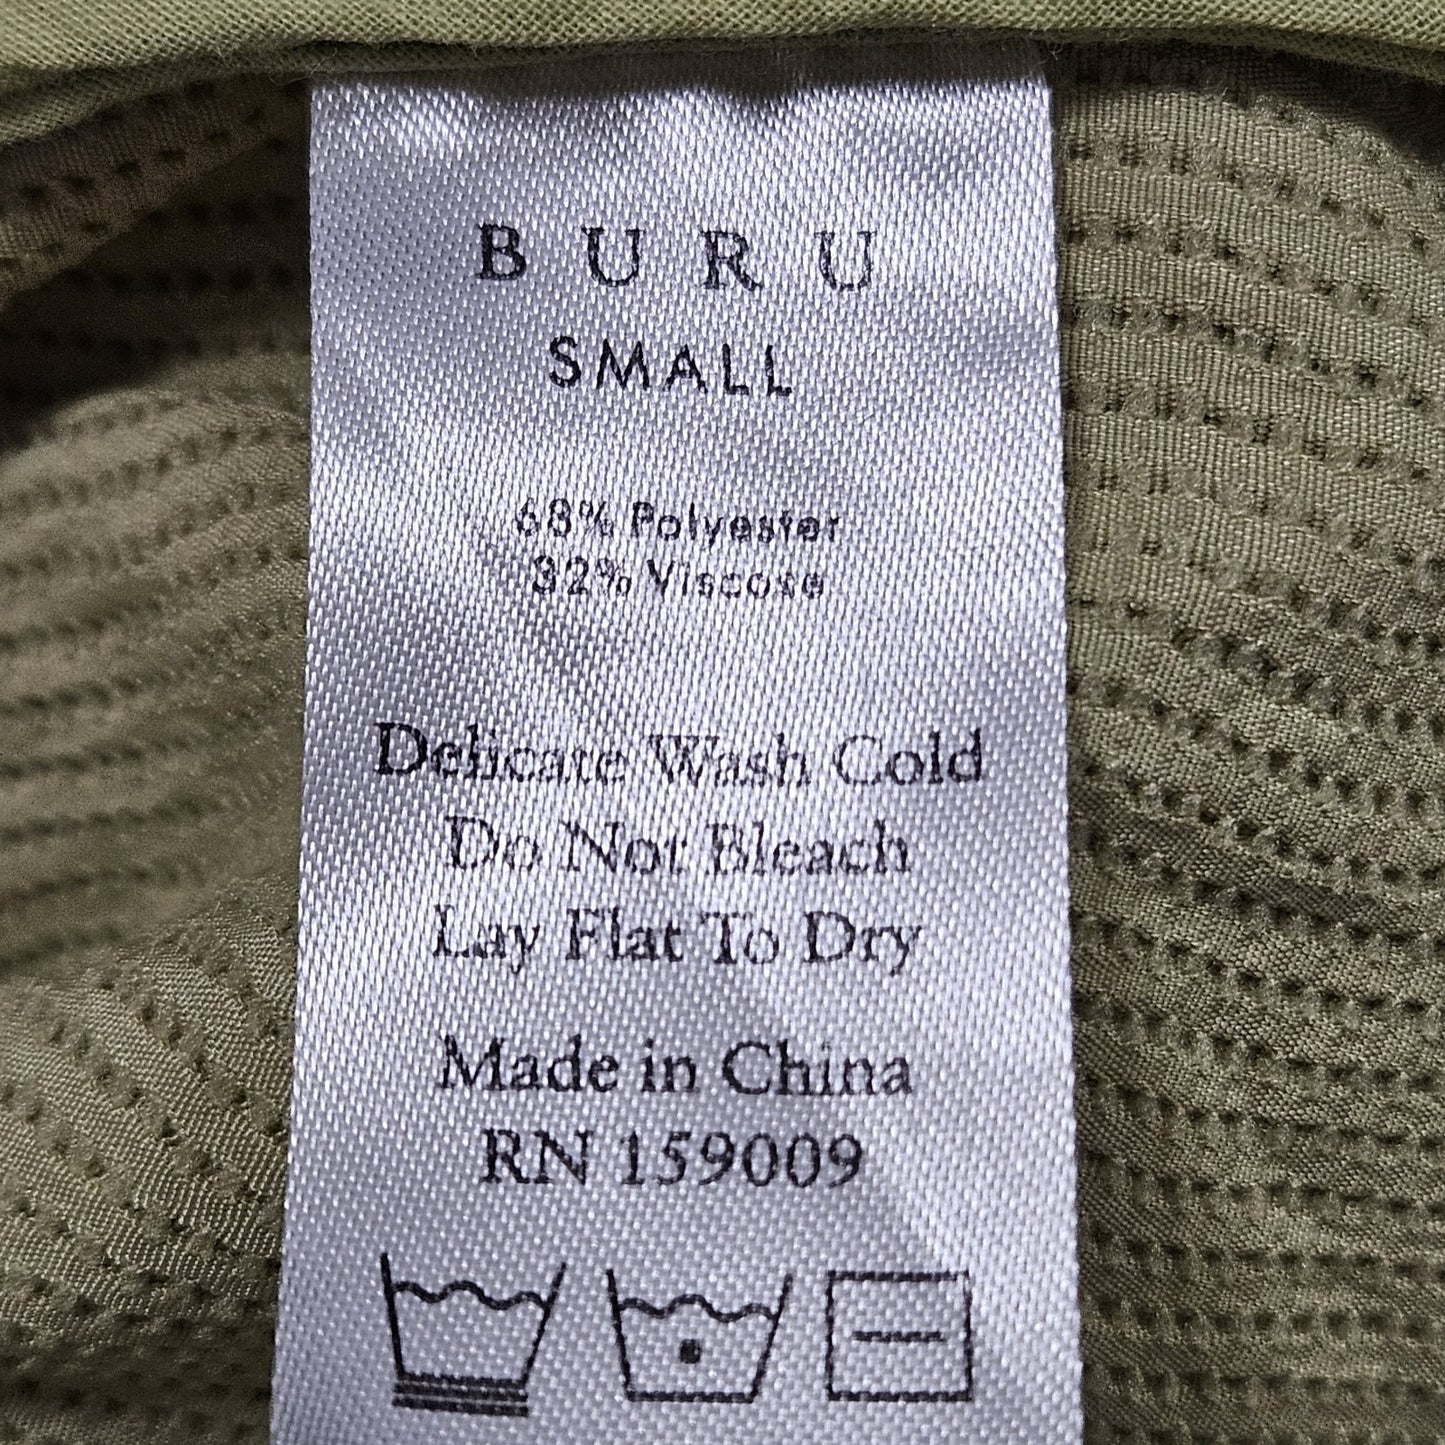 BURU
SMALL
68% Polyester
32% Viscose
Delicate Wash Cold
Do Not Bleach
Lay Flat To Dry
Made in China
RN 159009